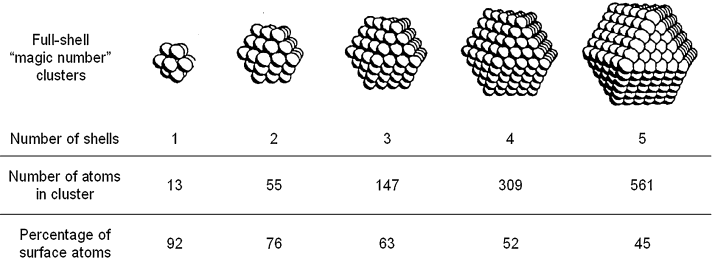 Full-shell
“magic number”
clusters
Number of shells 1 2 3 4 5
Number of atoms
in cluster
13 55 147 309 561
Percentage of
surface atoms
92 76 63 52 45